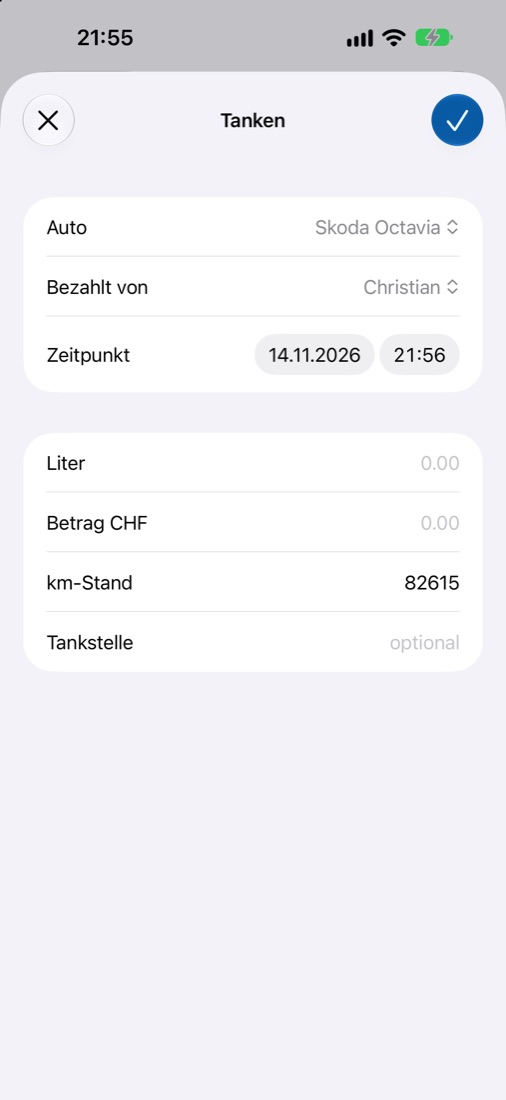 21:55
Tanken
Auto Skoda Octavia
Bezahlt von Christian
Zeitpunkt 14.11.2026 21:56
Liter 0.00
Betrag CHF 0.00
km-Stand 82615
Tankstelle optional